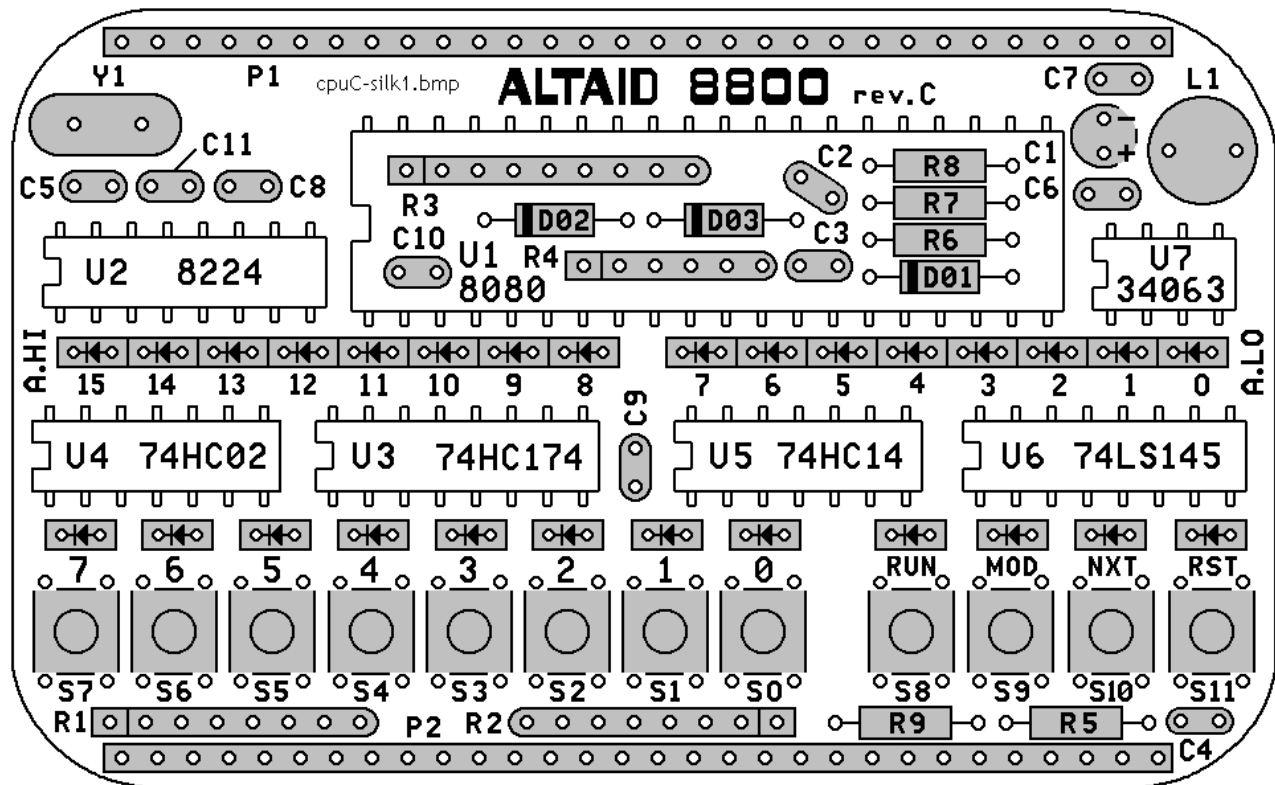 Y1 P1 cpuC-silk1.bmp ALTAID 8800 rev.C C7 L1
C11 C2 R8 C1 - +
C5 C8 R3 D02 D03 R7 C6
C10 U1 R4 C3 R6
U2 8224 8080 D01 U7
34063
A.HI 15 14 13 12 11 10 9 8 7 6 5 4 3 2 1 0 A.LO
C9
U4 74HC02 U3 74HC174 U5 74HC14 U6 74LS145
7 6 5 4 3 2 1 0 RUN MOD NXT RST
S7 S6 S5 S4 S3 S2 S1 S0 S8 S9 S10 S11
R1 P2 R2 R9 R5 C4